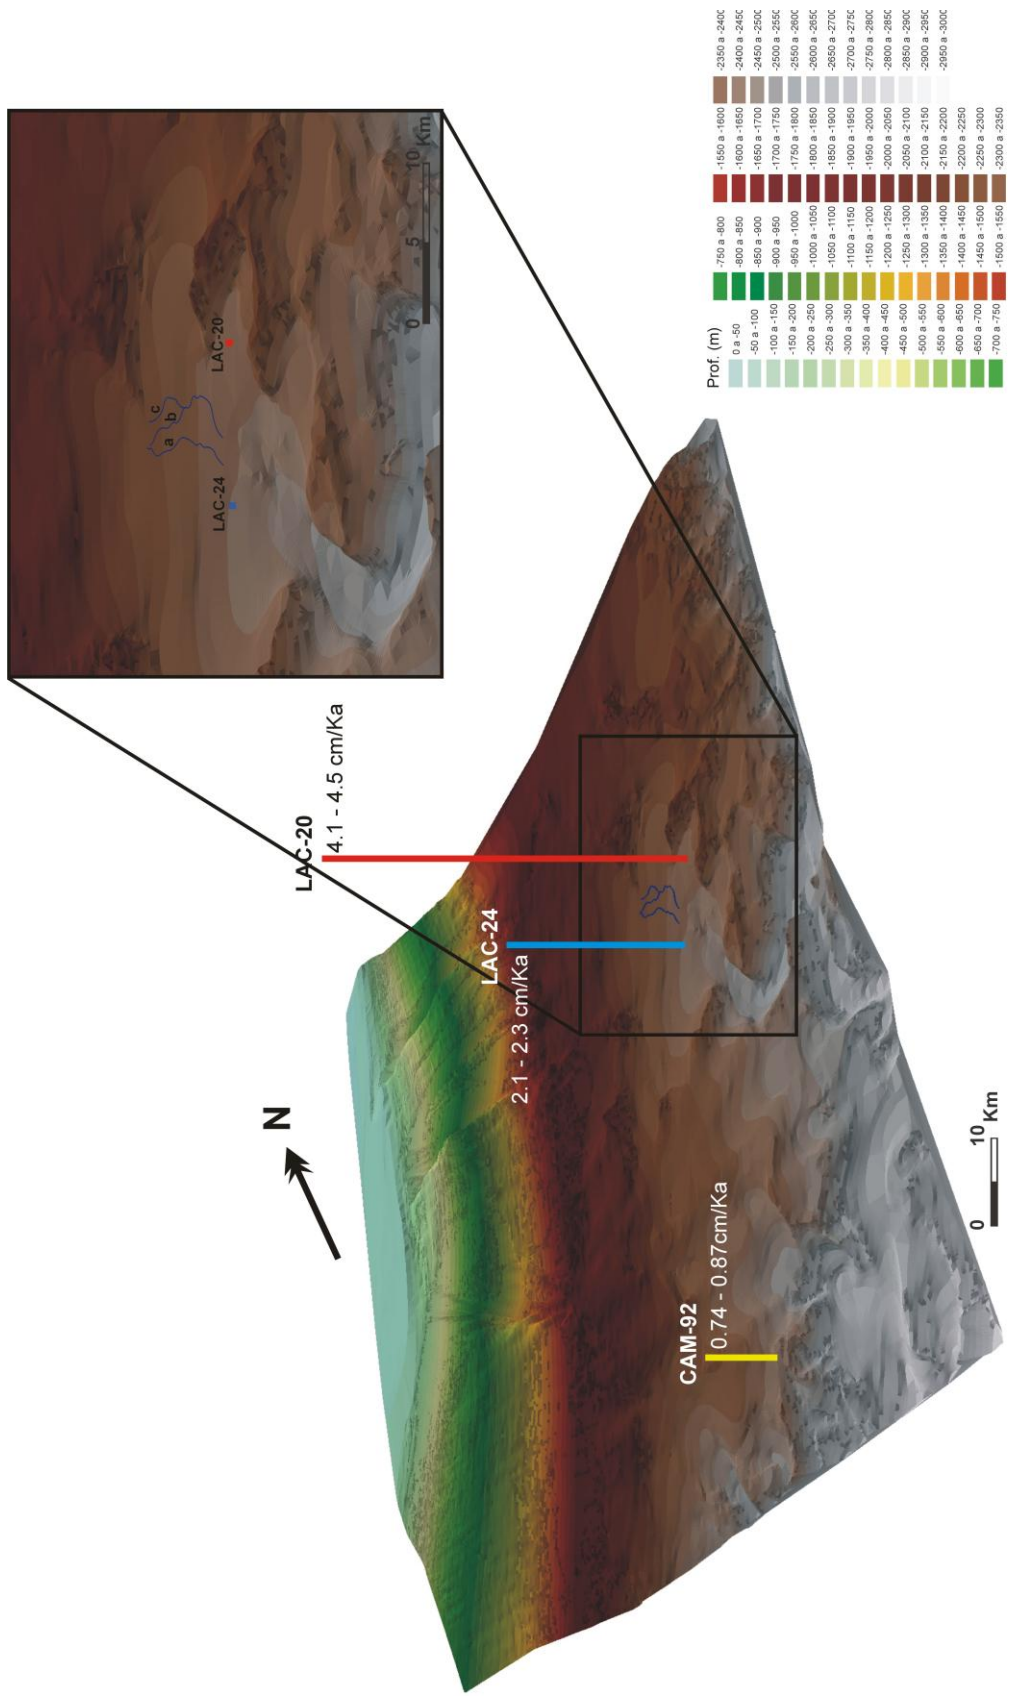 LAC-24
LAC-20
a
b
c
0
5
10
Km
N
LAC-20
4.1 - 4.5 cm/Ka
LAC-24
2.1 - 2.3 cm/Ka
CAM-92
0.74 - 0.87cm/Ka
0
10
Km
Prof. (m)
0 a -50
-50 a -100
-100 a -150
-150 a -200
-200 a -250
-250 a -300
-300 a -350
-350 a -400
-400 a -450
-450 a -500
-500 a -550
-550 a -600
-600 a -650
-650 a -700
-700 a -750
-750 a -800
-800 a -850
-850 a -900
-900 a -950
-950 a -1000
-1000 a -1050
-1050 a -1100
-1100 a -1150
-1150 a -1200
-1200 a -1250
-1250 a -1300
-1300 a -1350
-1350 a -1400
-1400 a -1450
-1450 a -1500
-1500 a -1550
-1550 a -1600
-1600 a -1650
-1650 a -1700
-1700 a -1750
-1750 a -1800
-1800 a -1850
-1850 a -1900
-1900 a -1950
-1950 a -2000
-2000 a -2050
-2050 a -2100
-2100 a -2150
-2150 a -2200
-2200 a -2250
-2250 a -2300
-2300 a -2350
-2350 a -2400
-2400 a -2450
-2450 a -2500
-2500 a -2550
-2550 a -2600
-2600 a -2650
-2650 a -2700
-2700 a -2750
-2750 a -2800
-2800 a -2850
-2850 a -2900
-2900 a -2950
-2950 a -3000